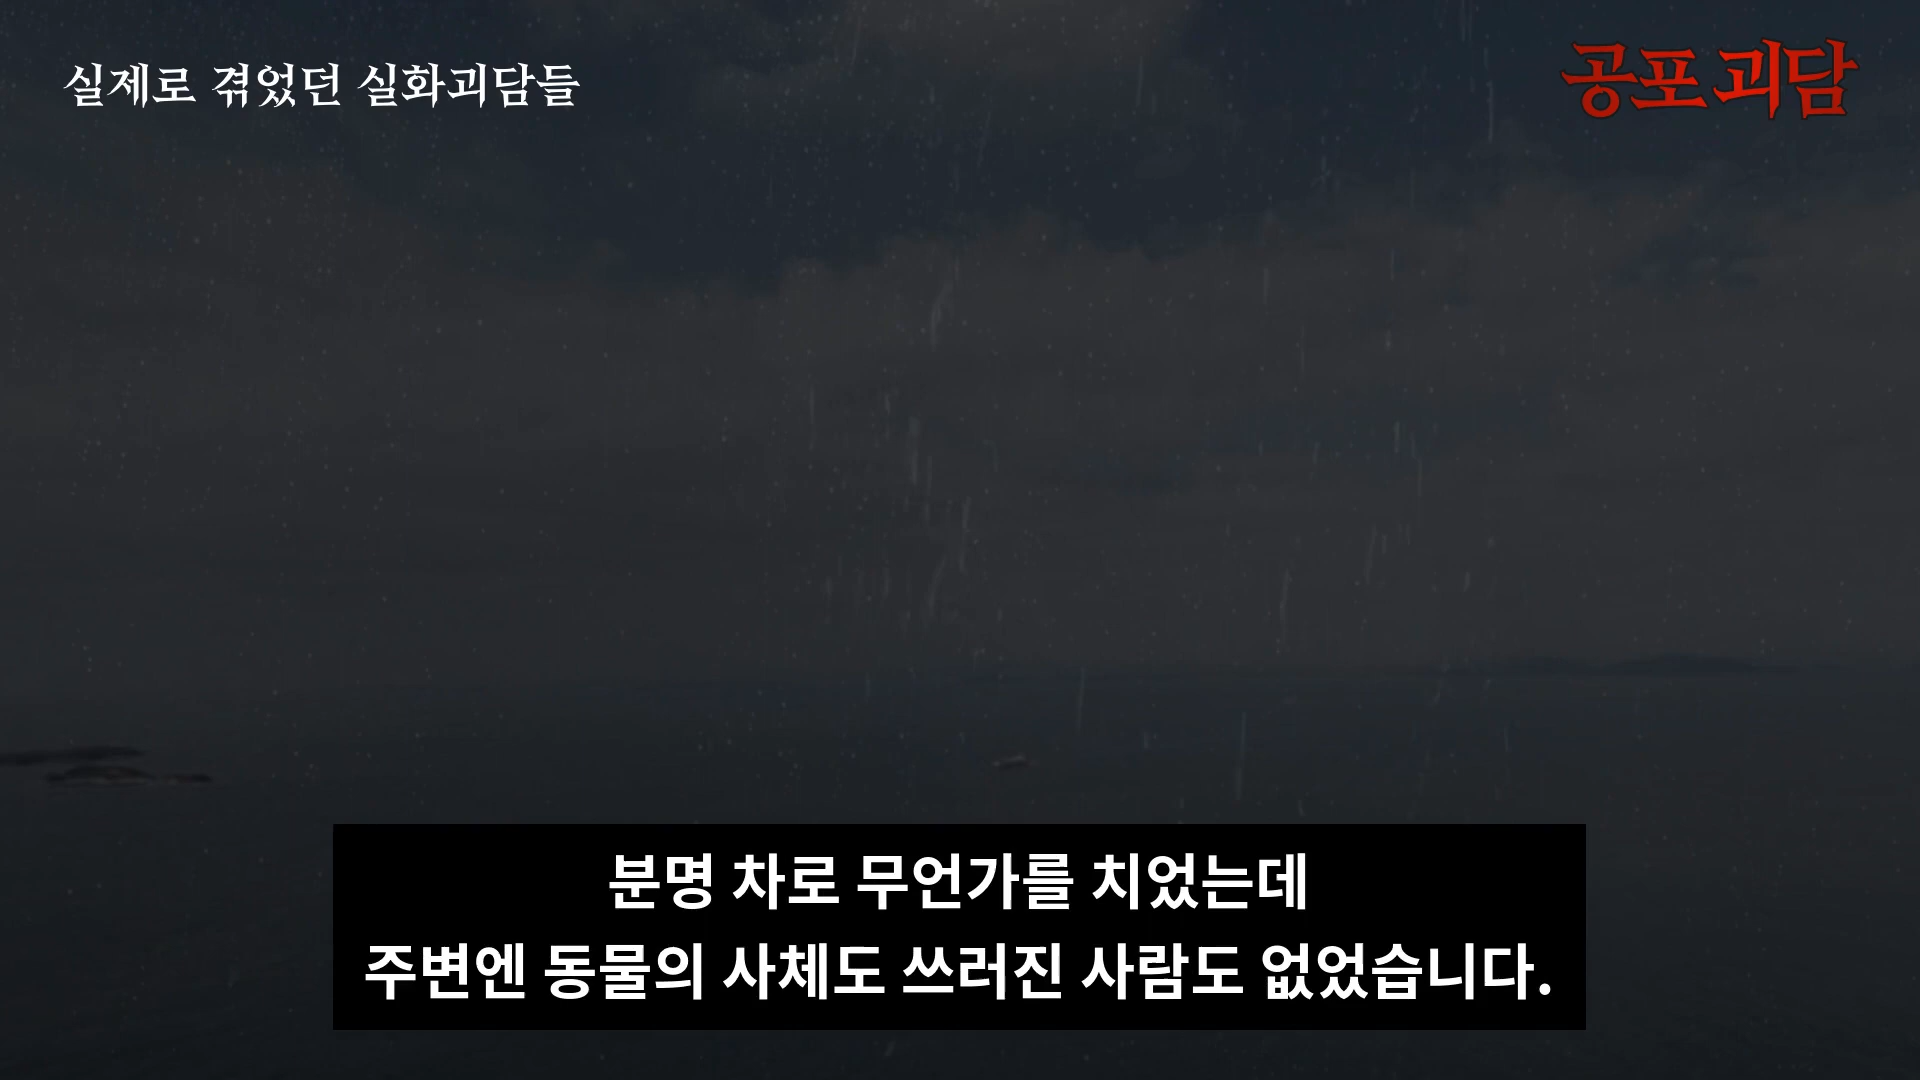 실제로 겪었던 실화괴담들
공포괴담
분명 차로 무언가를 치었는데
주변엔 동물의 사체도 쓰러진 사람도 없었습니다.